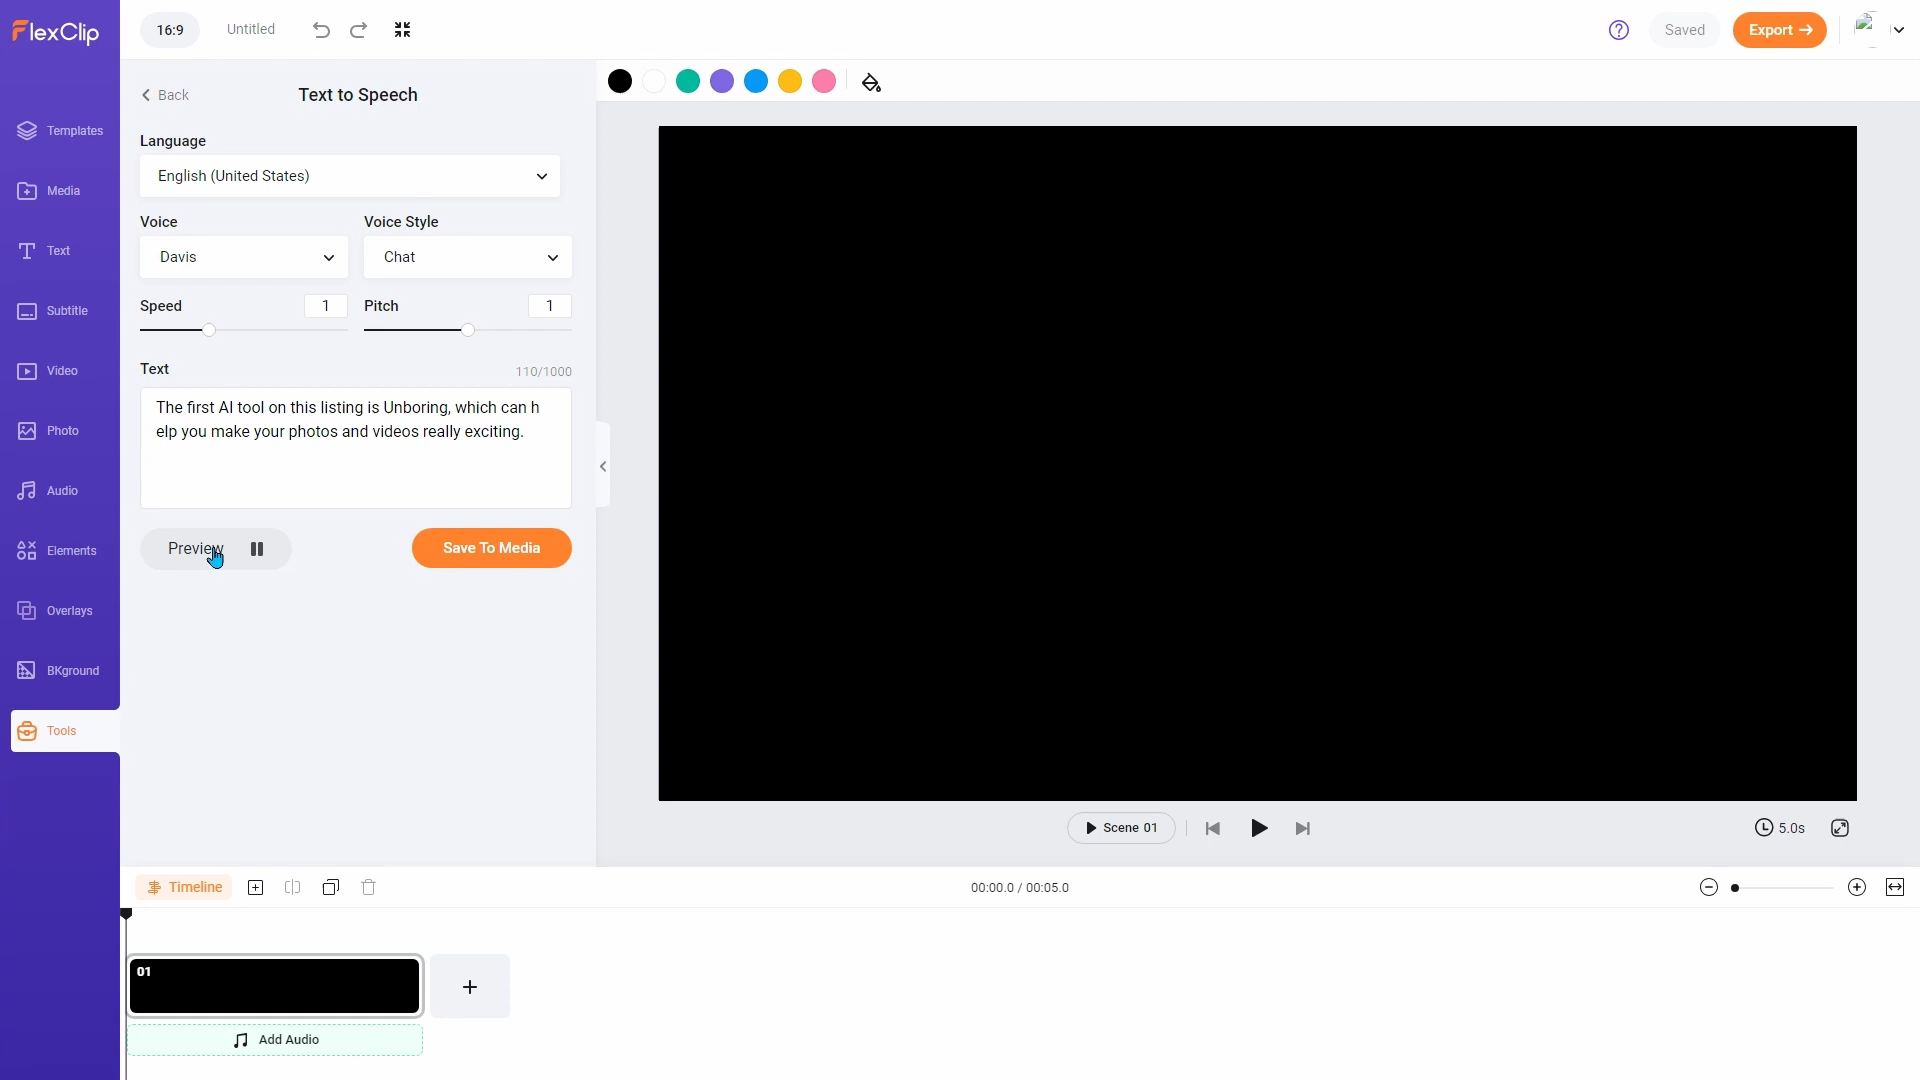 FlexClip
16:9
Untitled
Saved
Export
Templates
Media
Text
Subtitle
Video
Photo
Audio
Elements
Overlays
BKground
Tools
Back
Text to Speech
Language
English (United States)
Voice
Voice Style
Davis
Chat
Speed
1
Pitch
1
Text
110/1000
The first AI tool on this listing is Unboring, which can h
elp you make your photos and videos really exciting.
Preview
Save To Media
Scene 01
5.0s
Timeline
00:00.0 / 00:05.0
01
Add Audio